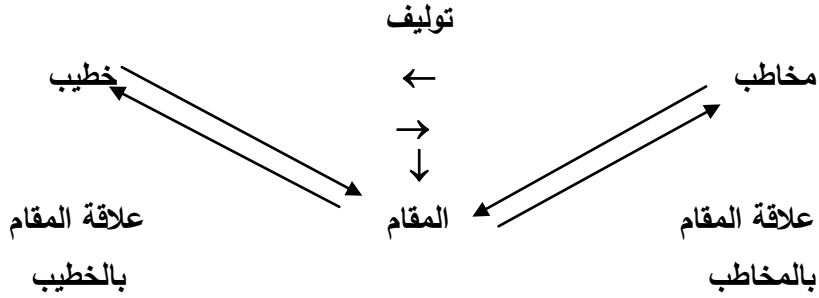 توليف
مخاطب ← خطيب
→
↓
علاقة المقام المقام علاقة المقام
بالمخاطب بالخطيب